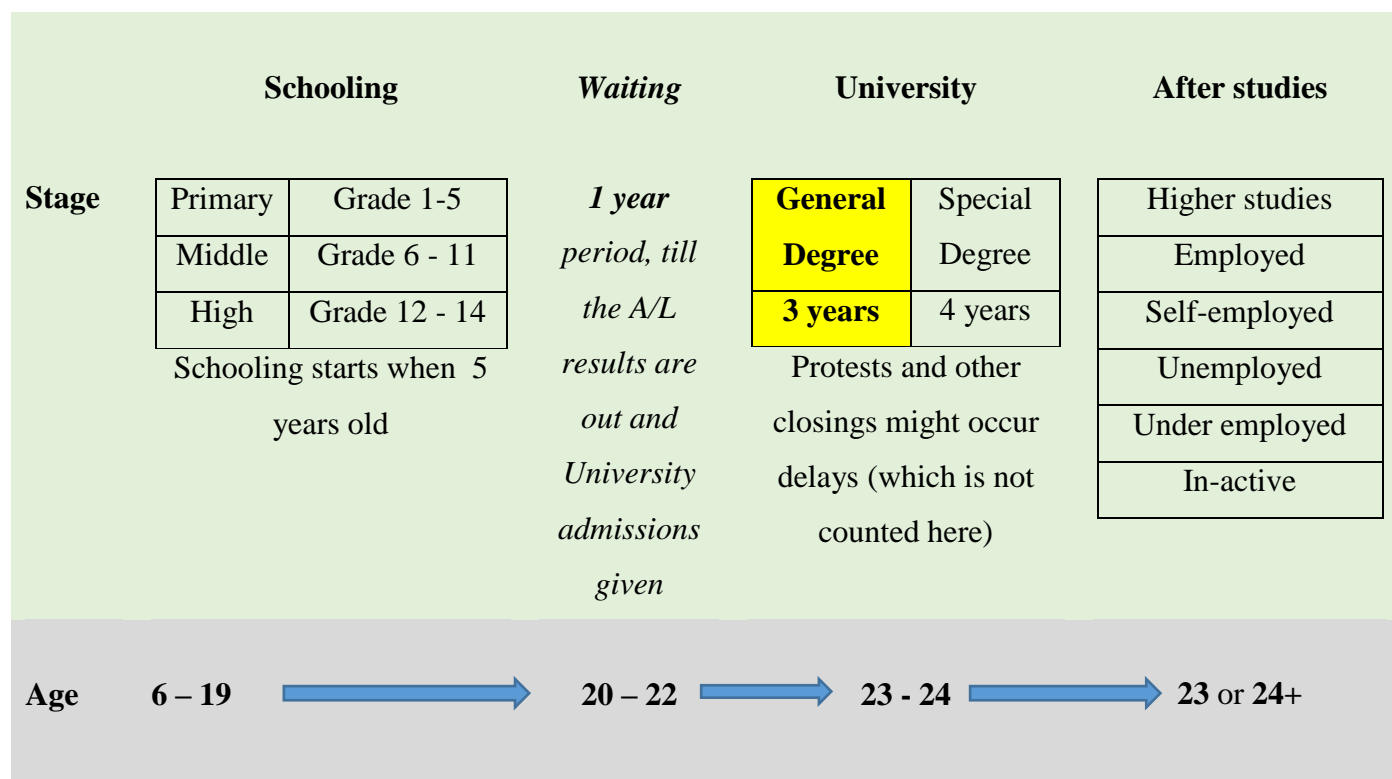 Schooling
Waiting
University
After studies
Stage
Primary
Grade 1-5
Middle
Grade 6 - 11
High
Grade 12 - 14
Schooling starts when 5
years old
1 year
period, till
the A/L
results are
out and
University
admissions
given
General
Degree
Special
Degree
3 years
4 years
Protests and other
closings might occur
delays (which is not
counted here)
Higher studies
Employed
Self-employed
Unemployed
Under employed
In-active
Age
6 – 19
20 – 22
23 - 24
23 or 24+